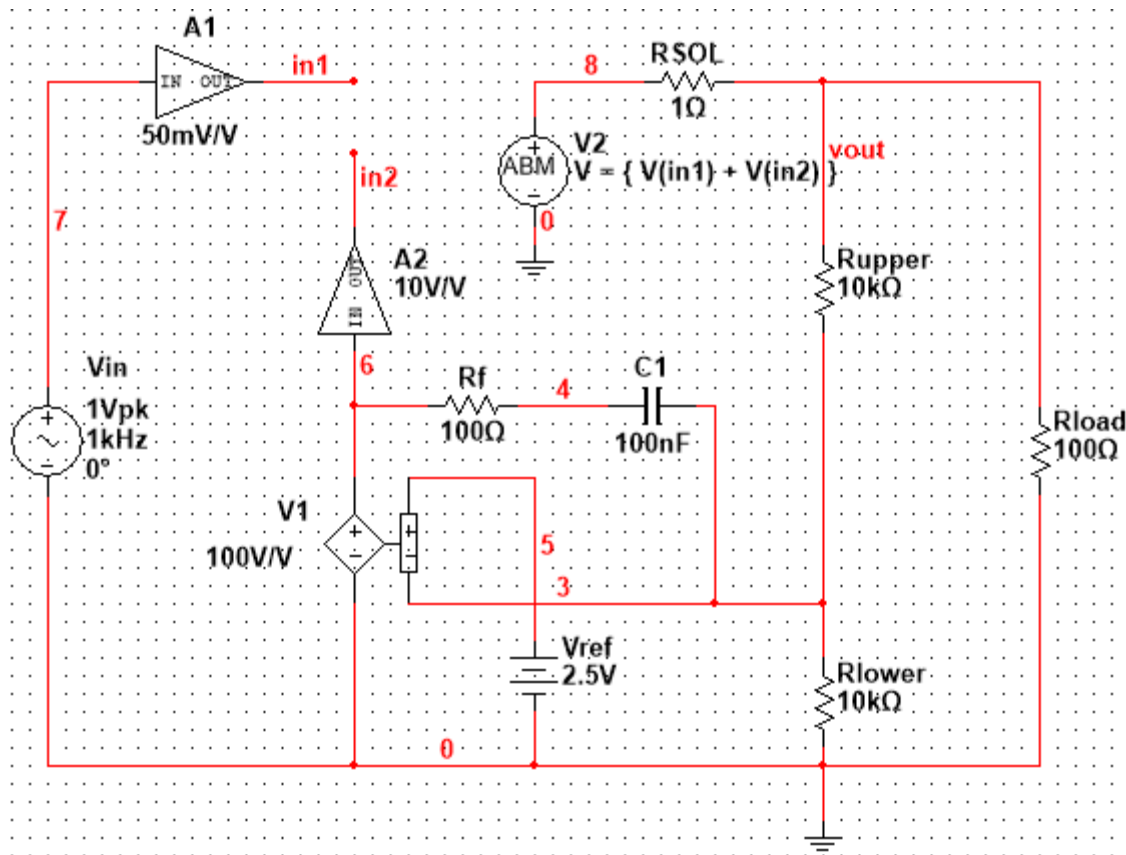 A1
IN OUT
50mV/V
in1
8
RSOL
1Ω
V2
ABM
V = { V(in1) + V(in2) }
vout
in2
7
0
A2
10V/V
IN OUT
Rupper
10kΩ
6
Vin
1Vpk
1kHz
0°
Rf
100Ω
4
C1
100nF
Rload
100Ω
V1
100V/V
5
3
Vref
2.5V
Rlower
10kΩ
0